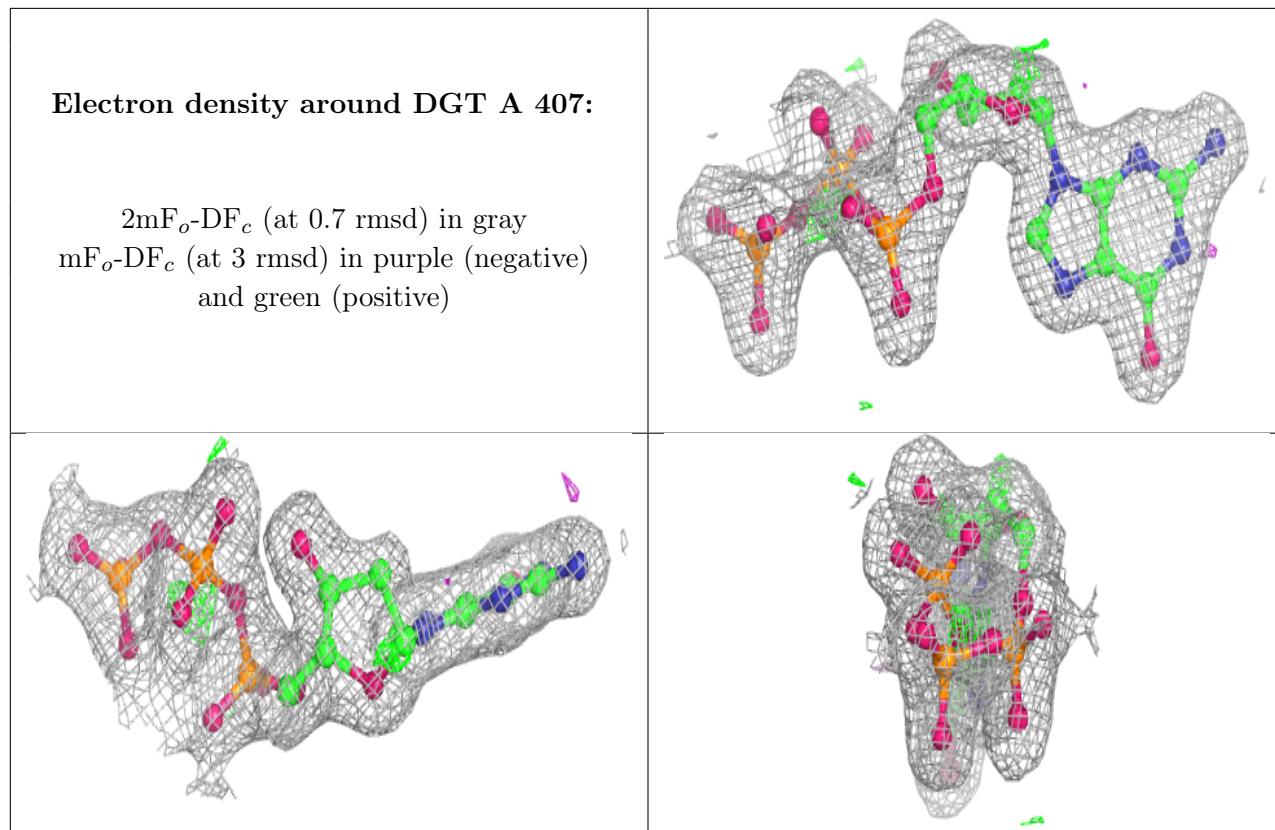 Electron density around DGT A 407:
2mFₒ-DF𝒸 (at 0.7 rmsd) in gray
mFₒ-DF𝒸 (at 3 rmsd) in purple (negative)
and green (positive)